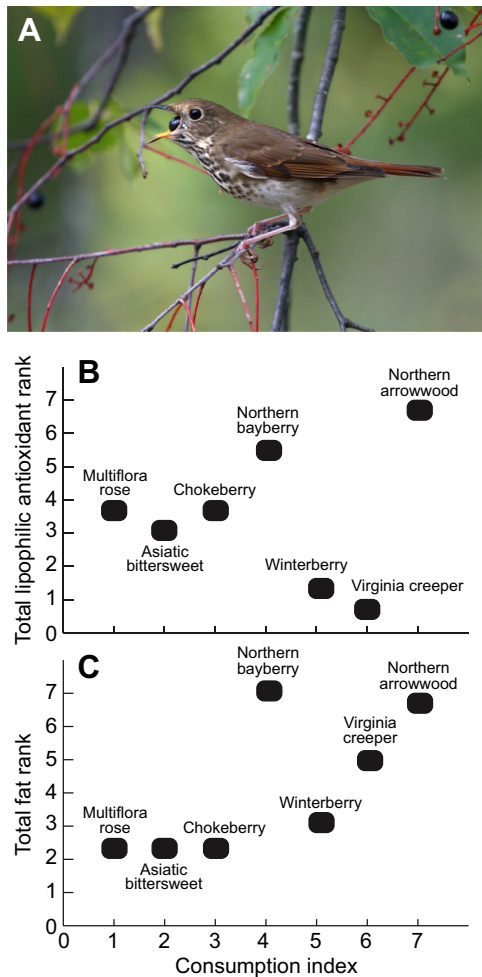 A
B
Total lipophilic antioxidant rank
7
6
5
4
3
2
1
0
Multiflora
rose
Asiatic
bittersweet
Chokeberry
Northern
bayberry
Winterberry
Virginia creeper
Northern
arrowwood
C
Total fat rank
7
6
5
4
3
2
1
0
Multiflora
rose
Asiatic
bittersweet
Chokeberry
Northern
bayberry
Winterberry
Virginia
creeper
Northern
arrowwood
0 1 2 3 4 5 6 7
Consumption index